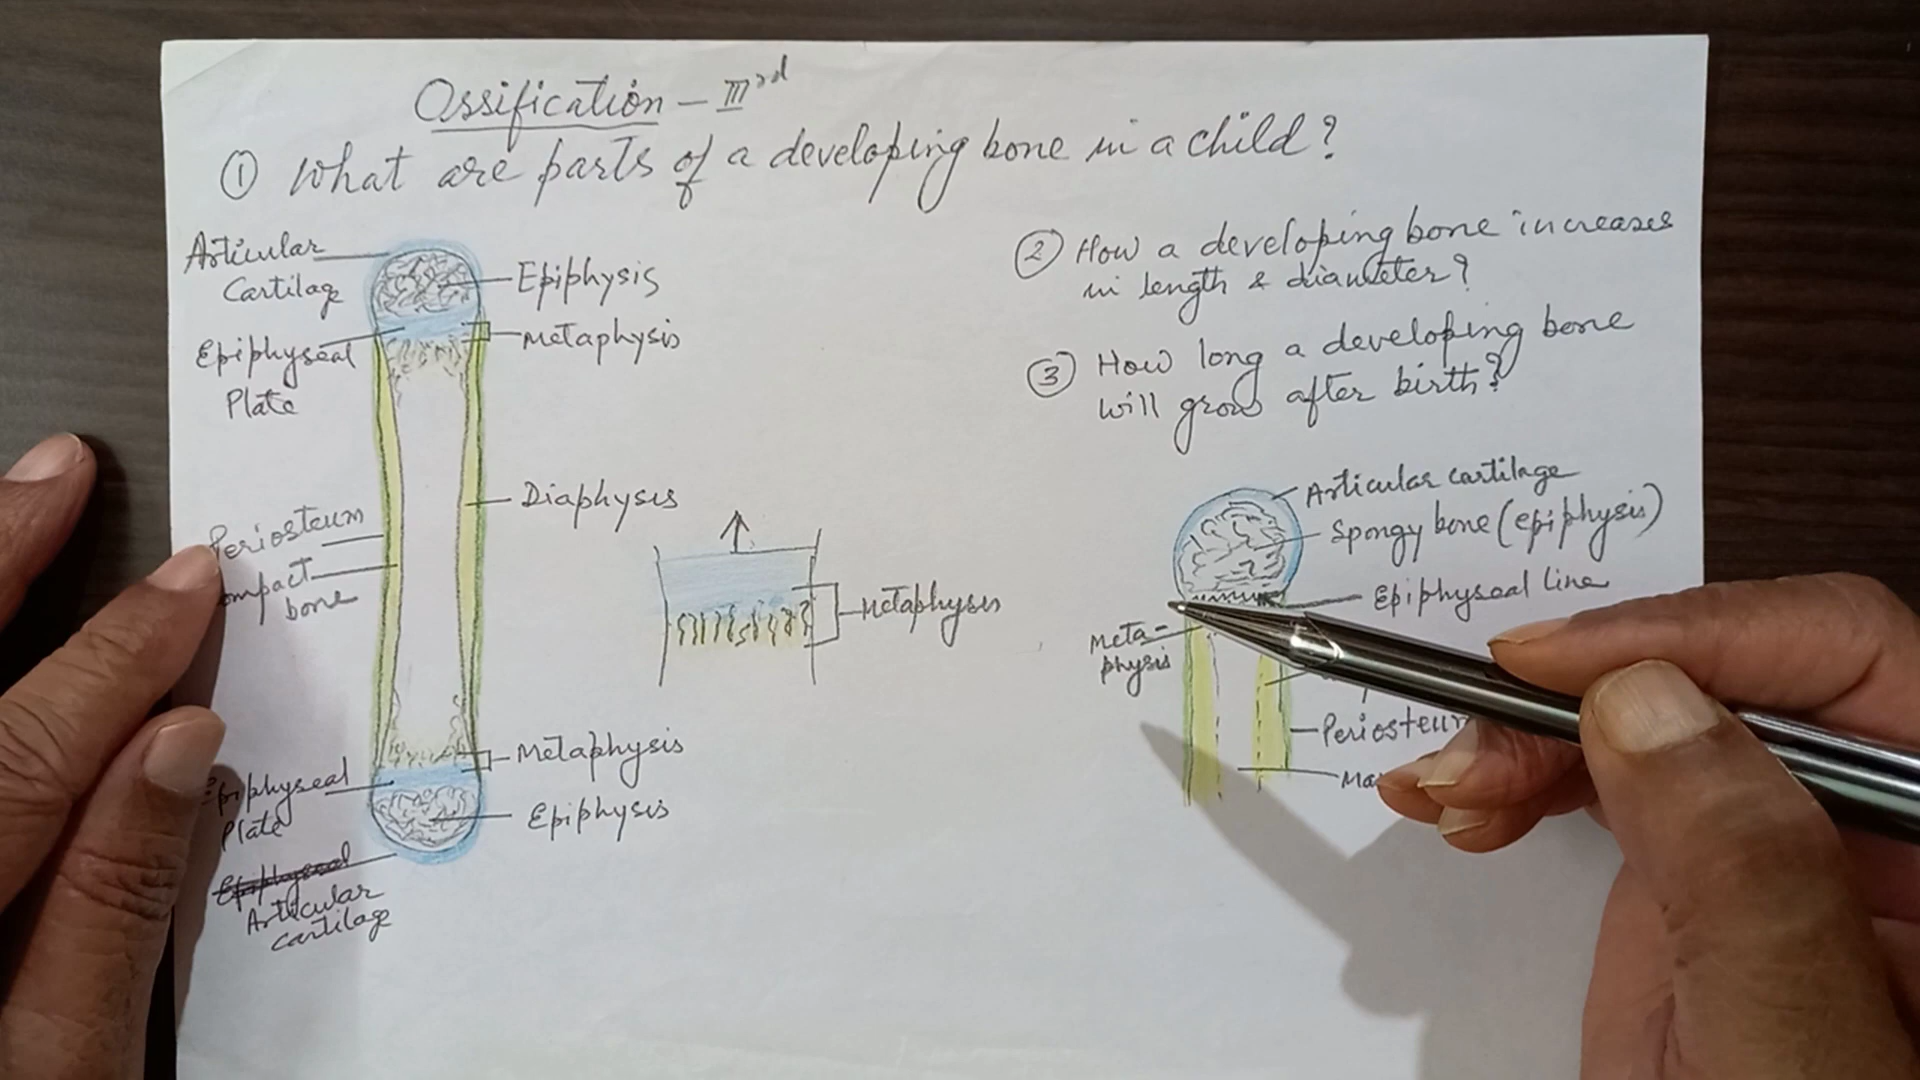 Ossification - IIIrd
① What are parts of a developing bone in a child?
Articular
Cartilage
Epiphysis
Epiphyseal
Plate
Metaphysis
Periosteum
Diaphysis
ompact
bone
Metaphysis
Epiphyseal
Plate
Epiphysis
Epiphyseal
Articular
cartilage
Metaphysis
② How a developing bone increases
in length & diameter?
③ How long a developing bone
will grow after birth?
Articular cartilage
Spongy bone (epiphysis)
Epiphyseal line
Meta-
physis
Periosteum